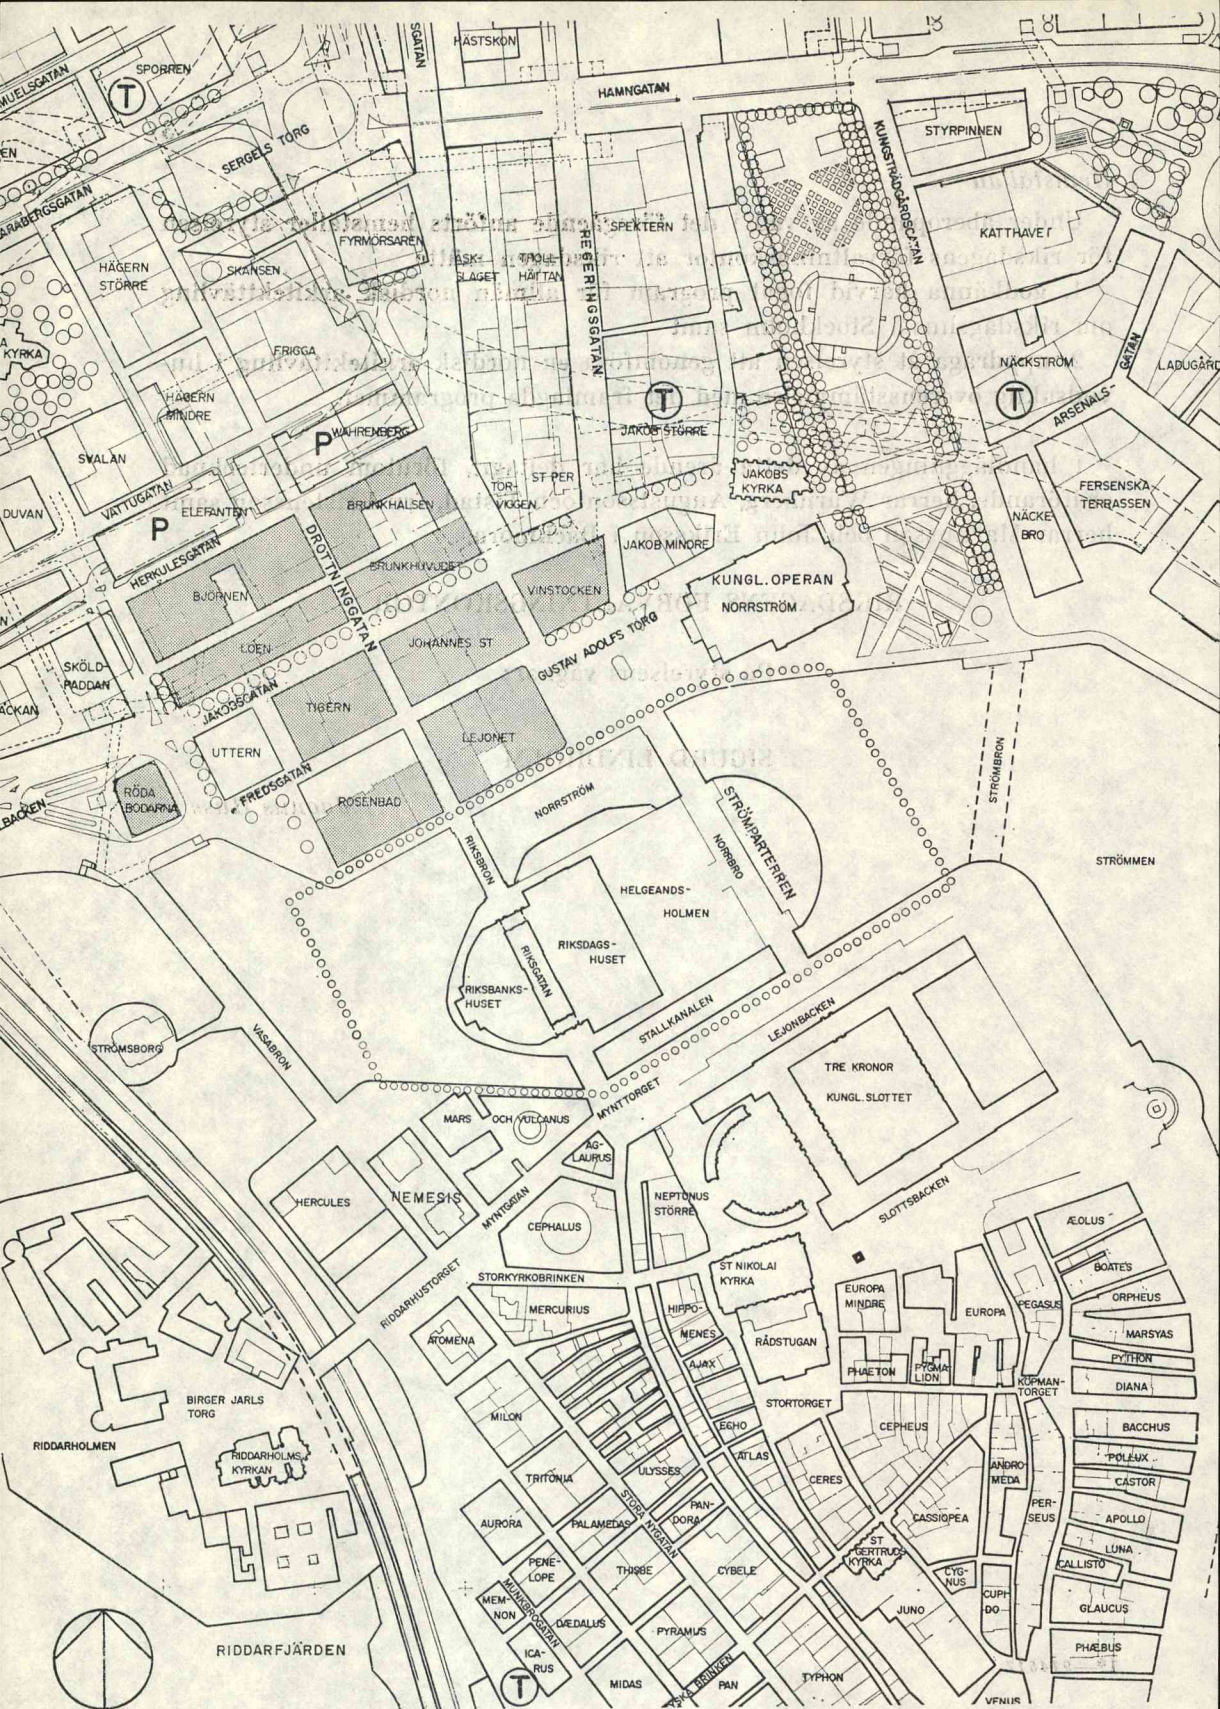 HÄSTSKON
SPORREN
T
HAMNGATAN
STYRPINNEN
SERGELS TORG
KUNGSTRÄDGÅRDSGATAN
HÄGERN
STÖRRE
SKANSEN
FYRMÖRSAREN
TROLL-
HÄTTAN
REGERINGSGATAN
SPEKTERN
KATTHAVET
KYRKA
FRIGGA
HÄGERN
MINDRE
NÄCKSTRÖM
T
T
ARSENALS-
GATAN
SVALAN
P
WAHRENBERG
JAKOB STÖRRE
JAKOBS
KYRKA
DUVAN
VATTUGATAN
ELEFANTEN
P
BRUNKHALSEN
TOR-
VIGGEN
ST PER
FERSENSKA
TERRASSEN
NÄCKE-
BRO
HERKULESGATAN
DROTTNINGGATAN
BRUNKHUVUDET
JAKOB MINDRE
BJÖRNEN
VINSTOCKEN
KUNGL. OPERAN
NORRSTRÖM
LOEN
JOHANNES ST
GUSTAV ADOLFS TORG
SKÖLD-
PADDAN
JAKOBSGATAN
TIGERN
UTTERN
LEJONET
FREDSGATAN
RÖDA
BODARNA
ROSENBAD
NORRSTRÖM
STRÖMBRON
RIKSBRON
STRÖMPARTERREN
NORRBRO
STRÖMMEN
HELGEANDS-
HOLMEN
RIKSDAGS-
HUSET
RIKSGATAN
RIKSBANKS-
HUSET
STALLKANALEN
LEJONBACKEN
STRÖMSBORG
VASABRON
TRE KRONOR
KUNGL. SLOTTET
MYNTTORGET
MARS OCH VULCANUS
AG-
LAURUS
HERCULES
NEMESIS
MYNTGATAN
CEPHALUS
NEPTUNUS
STÖRRE
SLOTTSBACKEN
ÆOLUS
BOATES
ORPHEUS
RIDDARHUSTORGET
STORKYRKOBRINKEN
ST NIKOLAI
KYRKA
EUROPA
MINDRE
EUROPA
PEGASUS
MERCURIUS
HIPPO-
MENES
ATOMENA
RÅDSTUGAN
MARSYAS
PYTHON
AJAX
PHAETON
PYGMA-
LION
KÖPMAN-
TORGET
DIANA
BIRGER JARLS
TORG
MILON
STORTORGET
ECHO
CEPHEUS
BACCHUS
RIDDARHOLMEN
RIDDARHOLMS
KYRKAN
ATLAS
POLLUX
TRITONIA
ULYSSES
CERES
ANDRO-
MEDA
CASTOR
AURORA
PALAMEDAS
STORA NYGATAN
PAN-
DORA
CASSIOPEA
PER-
SEUS
APOLLO
ST
GERTRUDS
KYRKA
LUNA
CALLISTO
PENE-
LOPE
THISBE
CYBELE
CYG-
NUS
CUPI-
DO
MEM-
NON
MUNKBROGATAN
DÆDALUS
JUNO
GLAUCUS
PYRAMUS
PHÆBUS
RIDDARFJÄRDEN
ICA-
RUS
T
MIDAS
PAN
TYPHON
VENUS